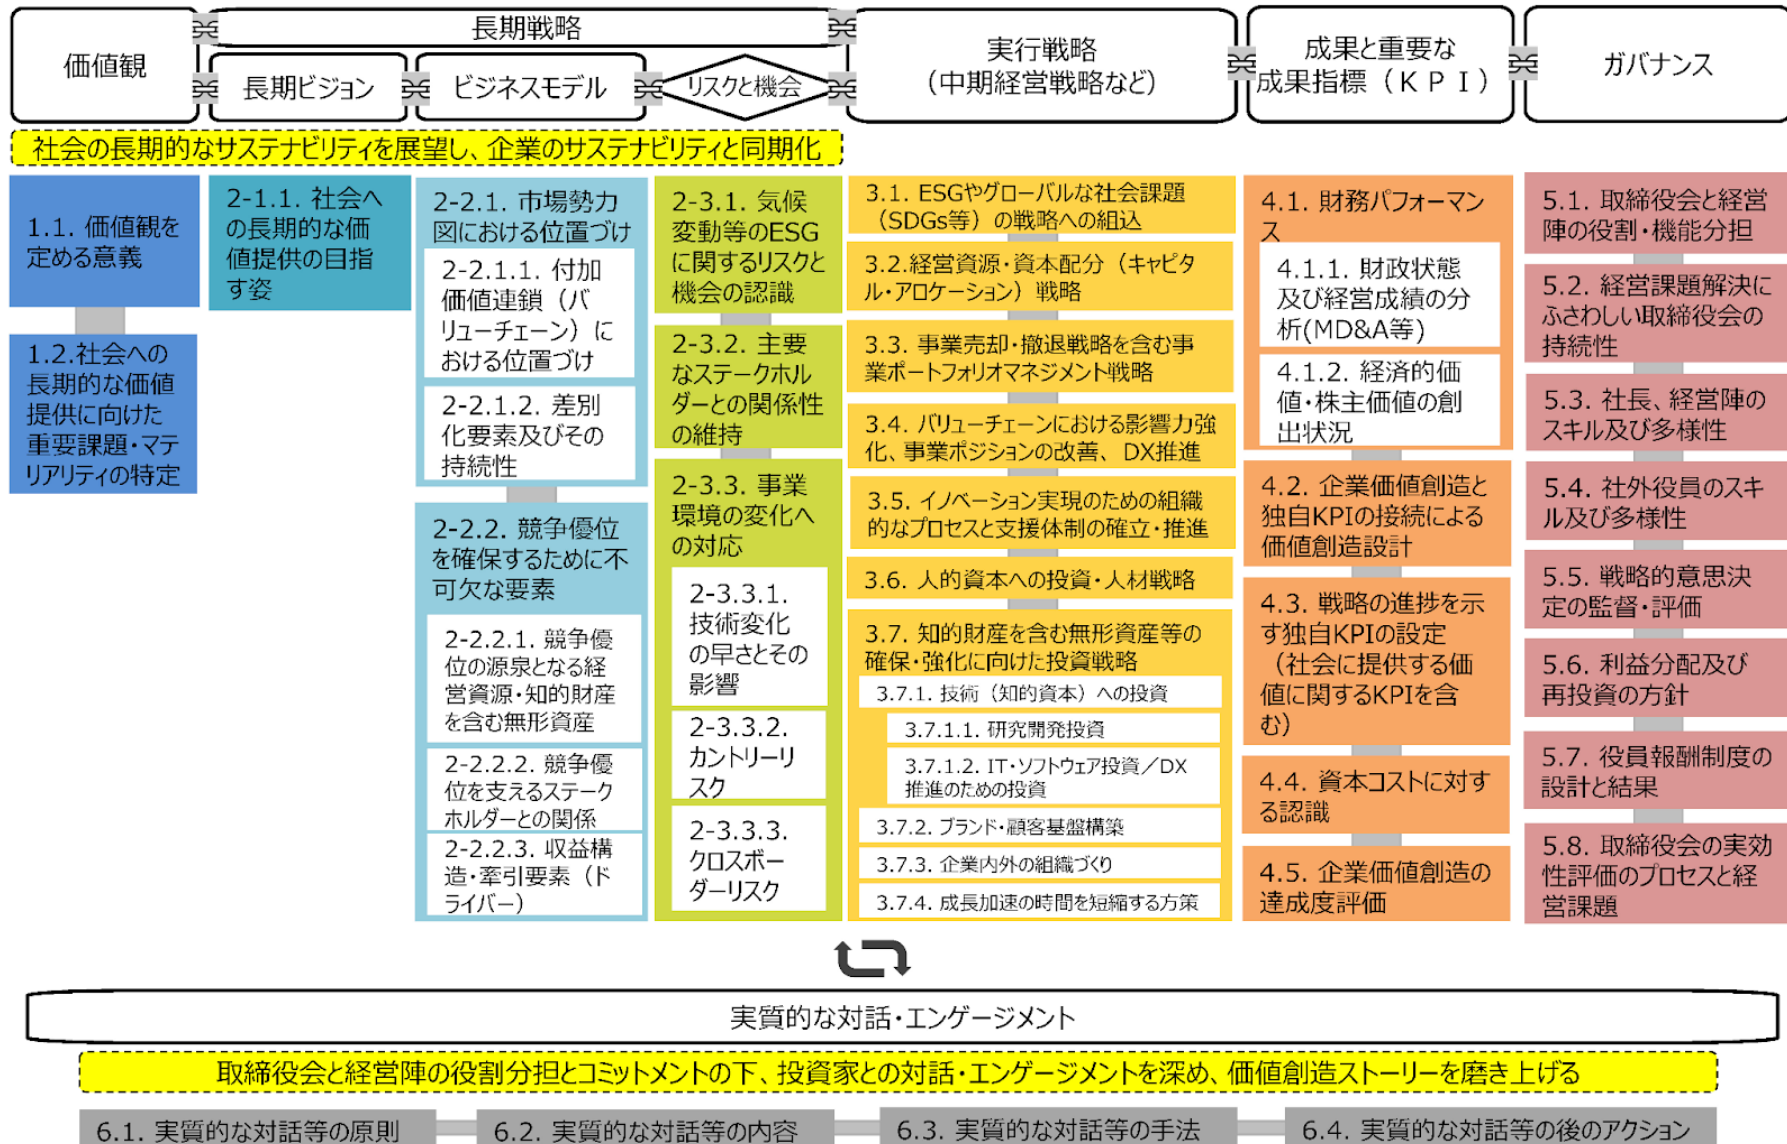 価値観
長期戦略
長期ビジョン
ビジネスモデル
リスクと機会
実行戦略
（中期経営戦略など）
成果と重要な
成果指標（ＫＰＩ）
ガバナンス
社会の長期的なサステナビリティを展望し、企業のサステナビリティと同期化
1.1. 価値観を
定める意義
1.2.社会への
長期的な価値
提供に向けた
重要課題・マテ
リアリティの特定
2-1.1. 社会へ
の長期的な価
値提供の目指
す姿
2-2.1. 市場勢力
図における位置づけ
2-2.1.1. 付加
価値連鎖（バ
リューチェーン）に
おける位置づけ
2-2.1.2. 差別
化要素及びその
持続性
2-2.2. 競争優位
を確保するために不
可欠な要素
2-2.2.1. 競争優
位の源泉となる経
営資源・知的財産
を含む無形資産
2-2.2.2. 競争優
位を支えるステーク
ホルダーとの関係
2-2.2.3. 収益構
造・牽引要素（ド
ライバー）
2-3.1. 気候
変動等のESG
に関するリスクと
機会の認識
2-3.2. 主要
なステークホル
ダーとの関係性
の維持
2-3.3. 事業
環境の変化へ
の対応
2-3.3.1.
技術変化
の早さとその
影響
2-3.3.2.
カントリーリ
スク
2-3.3.3.
クロスボー
ダーリスク
3.1. ESGやグローバルな社会課題
（SDGs等）の戦略への組込
3.2.経営資源・資本配分（キャピタ
ル・アロケーション）戦略
3.3. 事業売却・撤退戦略を含む事
業ポートフォリオマネジメント戦略
3.4. バリューチェーンにおける影響力強
化、事業ポジションの改善、DX推進
3.5. イノベーション実現のための組織
的なプロセスと支援体制の確立・推進
3.6. 人的資本への投資・人材戦略
3.7. 知的財産を含む無形資産等の
確保・強化に向けた投資戦略
3.7.1. 技術（知的資本）への投資
3.7.1.1. 研究開発投資
3.7.1.2. IT・ソフトウェア投資／DX
推進のための投資
3.7.2. ブランド・顧客基盤構築
3.7.3. 企業内外の組織づくり
3.7.4. 成長加速の時間を短縮する方策
4.1. 財務パフォーマン
ス
4.1.1. 財政状態
及び経営成績の分
析(MD&A等)
4.1.2. 経済的価
値・株主価値の創
出状況
4.2. 企業価値創造と
独自KPIの接続による
価値創造設計
4.3. 戦略の進捗を示
す独自KPIの設定
（社会に提供する価
値に関するKPIを含
む）
4.4. 資本コストに対す
る認識
4.5. 企業価値創造の
達成度評価
5.1. 取締役会と経営
陣の役割・機能分担
5.2. 経営課題解決に
ふさわしい取締役会の
持続性
5.3. 社長、経営陣の
スキル及び多様性
5.4. 社外役員のスキ
ル及び多様性
5.5. 戦略的意思決
定の監督・評価
5.6. 利益分配及び
再投資の方針
5.7. 役員報酬制度の
設計と結果
5.8. 取締役会の実効
性評価のプロセスと経
営課題
実質的な対話・エンゲージメント
取締役会と経営陣の役割分担とコミットメントの下、投資家との対話・エンゲージメントを深め、価値創造ストーリーを磨き上げる
6.1. 実質的な対話等の原則
6.2. 実質的な対話等の内容
6.3. 実質的な対話等の手法
6.4. 実質的な対話等の後のアクション